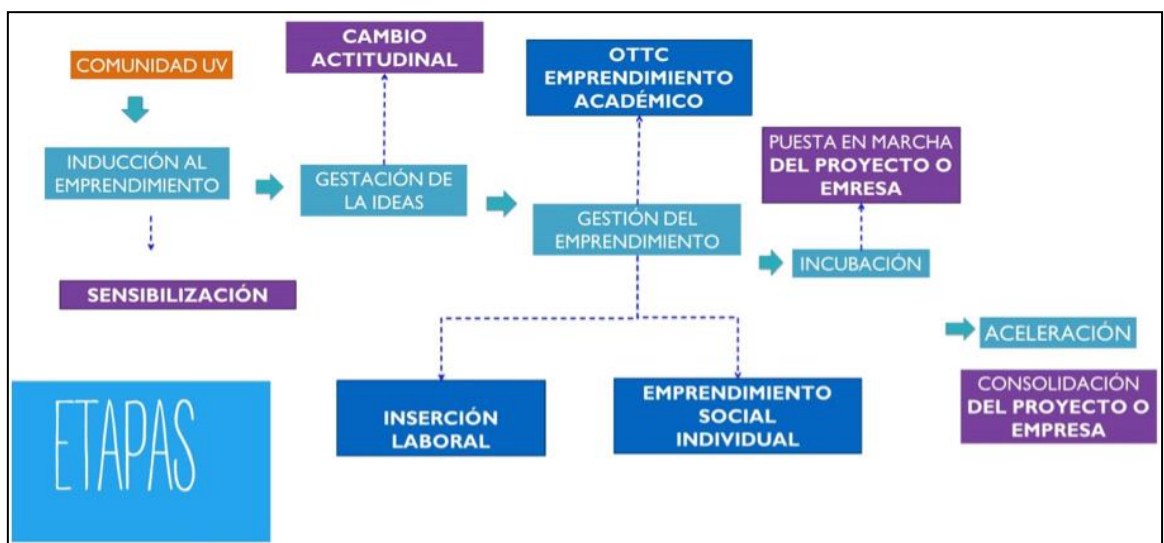 COMUNIDAD UV
INDUCCIÓN AL
EMPRENDIMIENTO
SENSIBILIZACIÓN
CAMBIO
ACTITUDINAL
GESTACIÓN DE
LA IDEAS
OTTC
EMPRENDIMIENTO
ACADÉMICO
GESTIÓN DEL
EMPRENDIMIENTO
INSERCIÓN
LABORAL
EMPRENDIMIENTO
SOCIAL
INDIVIDUAL
PUESTA EN MARCHA
DEL PROYECTO O
EMRESA
INCUBACIÓN
ACELERACIÓN
CONSOLIDACIÓN
DEL PROYECTO O
EMPRESA
ETAPAS